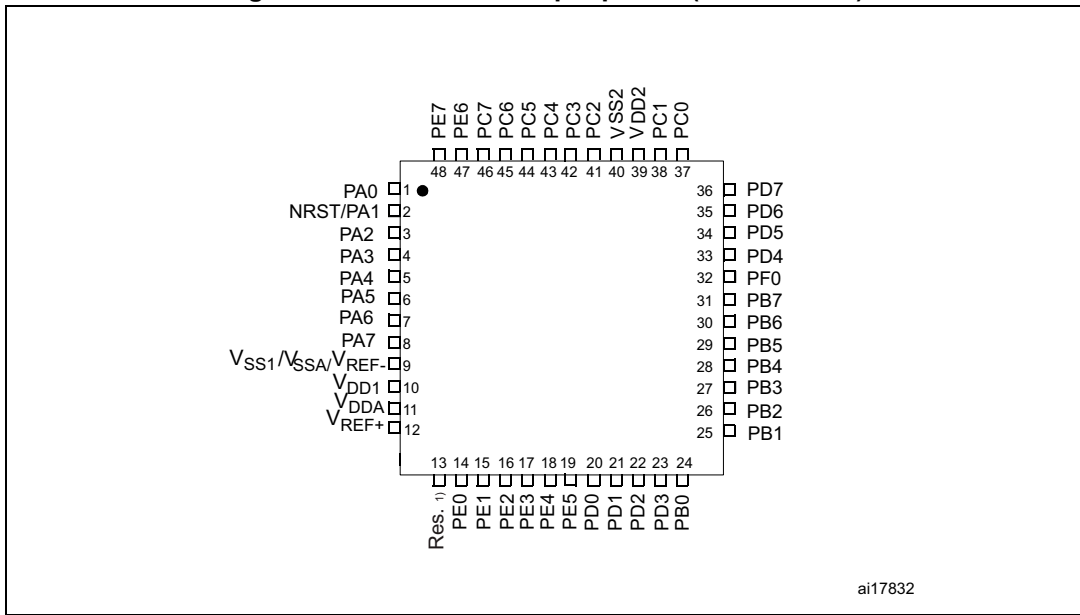 PE7 PE6 PC7 PC6 PC5 PC4 PC3 PC2 VSS2 VDD2 PC1 PC0
48 47 46 45 44 43 42 41 40 39 38 37
PA0 1
NRST/PA1 2
PA2 3
PA3 4
PA4 5
PA5 6
PA6 7
PA7 8
VSS1/VSSA/VREF- 9
VDD1 10
VDDA 11
VREF+ 12
36 PD7
35 PD6
34 PD5
33 PD4
32 PF0
31 PB7
30 PB6
29 PB5
28 PB4
27 PB3
26 PB2
25 PB1
13 14 15 16 17 18 19 20 21 22 23 24
Res. 1) PE0 PE1 PE2 PE3 PE4 PE5 PD0 PD1 PD2 PD3 PB0
ai17832